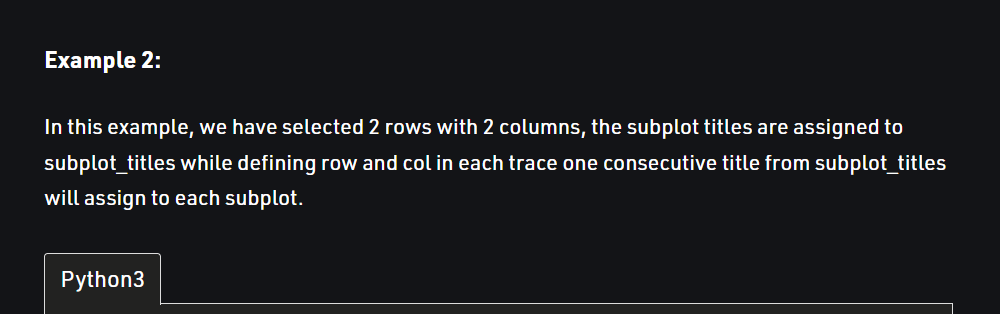 Example 2:
In this example, we have selected 2 rows with 2 columns, the subplot titles are assigned to
subplot_titles while defining row and col in each trace one consecutive title from subplot_titles
will assign to each subplot.
Python3